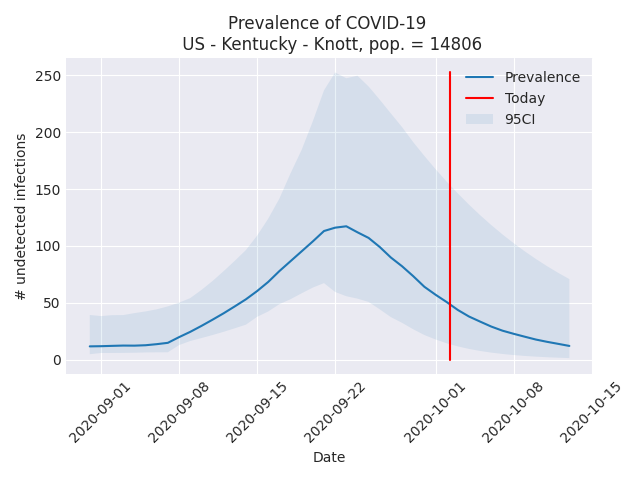 Prevalence of COVID-19
US - Kentucky - Knott, pop. = 14806
Prevalence
Today
95CI
# undetected infections
250
200
150
100
50
0
2020-09-01
2020-09-08
2020-09-15
2020-09-22
2020-10-01
2020-10-08
2020-10-15
Date